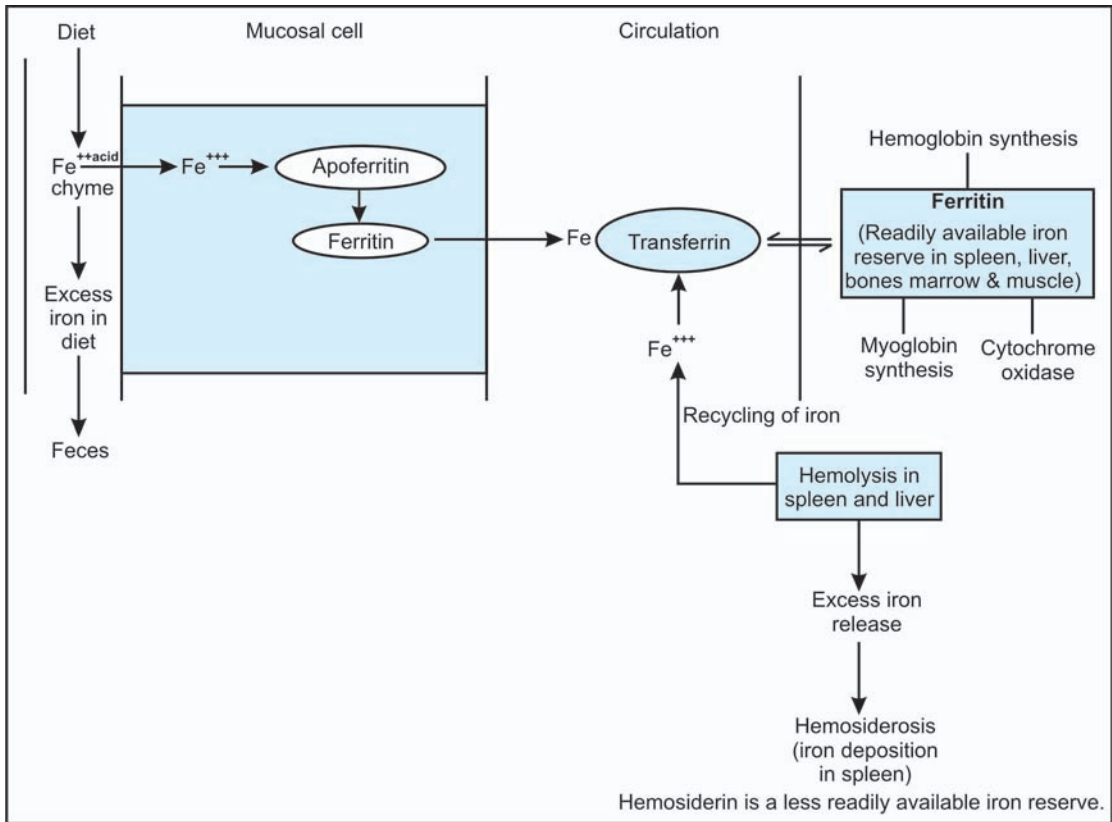 Diet
Mucosal cell
Circulation
Fe++acid
chyme
Fe+++
Apoferritin
Ferritin
Fe
Transferrin
Hemoglobin synthesis
Ferritin
(Readily available iron
reserve in spleen, liver,
bones marrow & muscle)
Myoglobin
synthesis
Cytochrome
oxidase
Excess
iron in
diet
Feces
Fe+++
Recycling of iron
Hemolysis in
spleen and liver
Excess iron
release
Hemosiderosis
(iron deposition
in spleen)
Hemosiderin is a less readily available iron reserve.